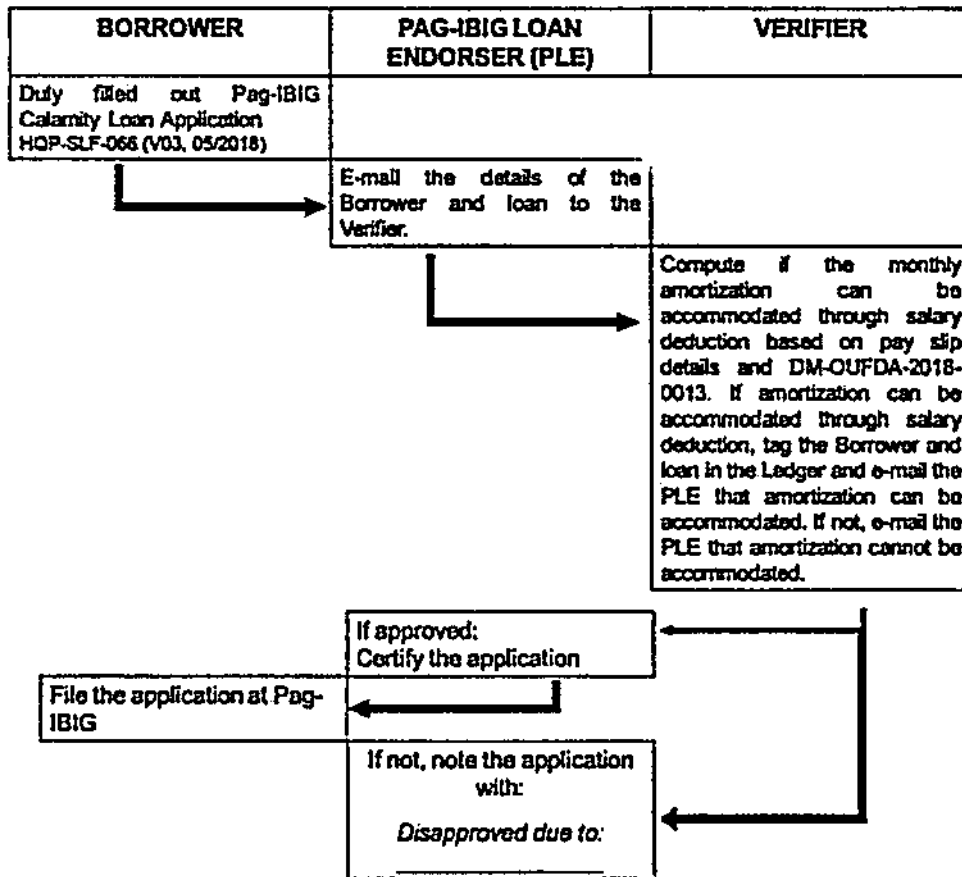 BORROWER
PAG-IBIG LOAN
ENDORSER (PLE)
VERIFIER
Duly filled out Pag-IBIG
Calamity Loan Application
HQP-SLF-066 (V03, 05/2018)
E-mail the details of the
Borrower and loan to the
Verifier.
Compute if the monthly
amortization can be
accommodated through salary
deduction based on pay slip
details and DM-OUFDA-2018-
0013. If amortization can be
accommodated through salary
deduction, tag the Borrower and
loan in the Ledger and e-mail the
PLE that amortization can be
accommodated. If not, e-mail the
PLE that amortization cannot be
accommodated.
If approved:
Certify the application
File the application at Pag-
IBIG
If not, note the application
with:
Disapproved due to: